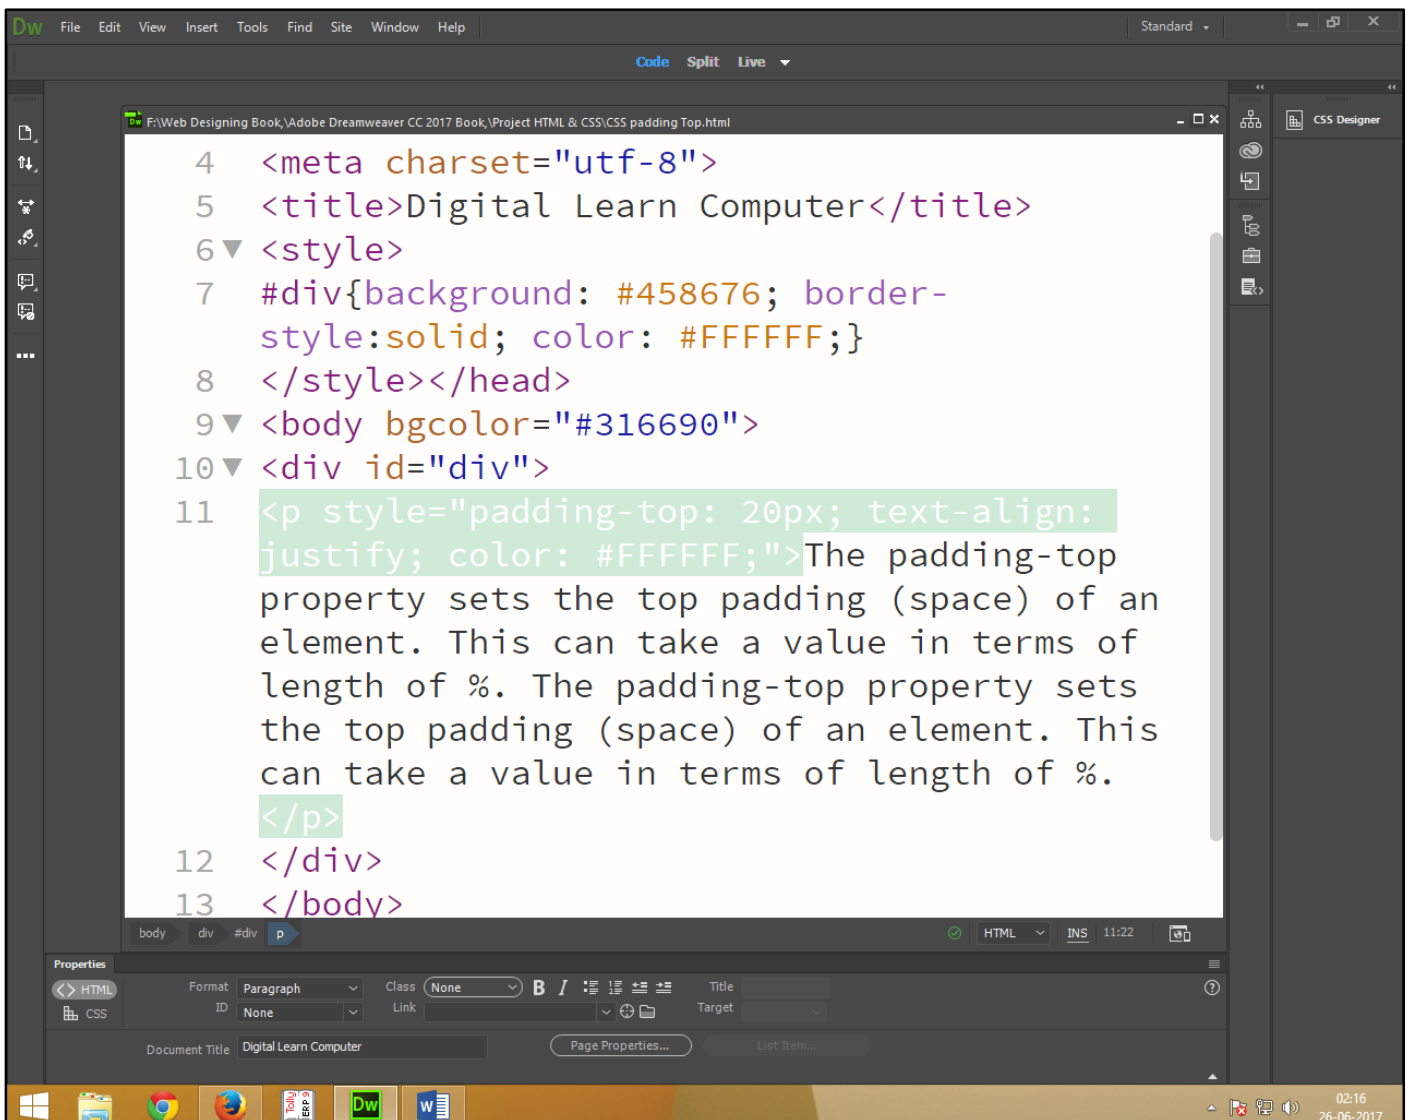 Dw File Edit View Insert Tools Find Site Window Help Standard
Code Split Live
Dw F:\Web Designing Book,\Adobe Dreamweaver CC 2017 Book,\Project HTML & CSS\CSS padding Top.html
CSS Designer
4 <meta charset="utf-8">
5 <title>Digital Learn Computer</title>
6 <style>
7 #div{background: #458676; border-
style:solid; color: #FFFFFF;}
8 </style></head>
9 <body bgcolor="#316690">
10 <div id="div">
11 <p style="padding-top: 20px; text-align:
justify; color: #FFFFFF;">The padding-top
property sets the top padding (space) of an
element. This can take a value in terms of
length of %. The padding-top property sets
the top padding (space) of an element. This
can take a value in terms of length of %.
</p>
12 </div>
13 </body>
body div #div p HTML INS 11:22
Properties
<> HTML Format Paragraph Class None B I Title
CSS ID None Link Target
Document Title Digital Learn Computer Page Properties... List Item...
Tally ERP 9 Dw W 02:16
26-06-2017